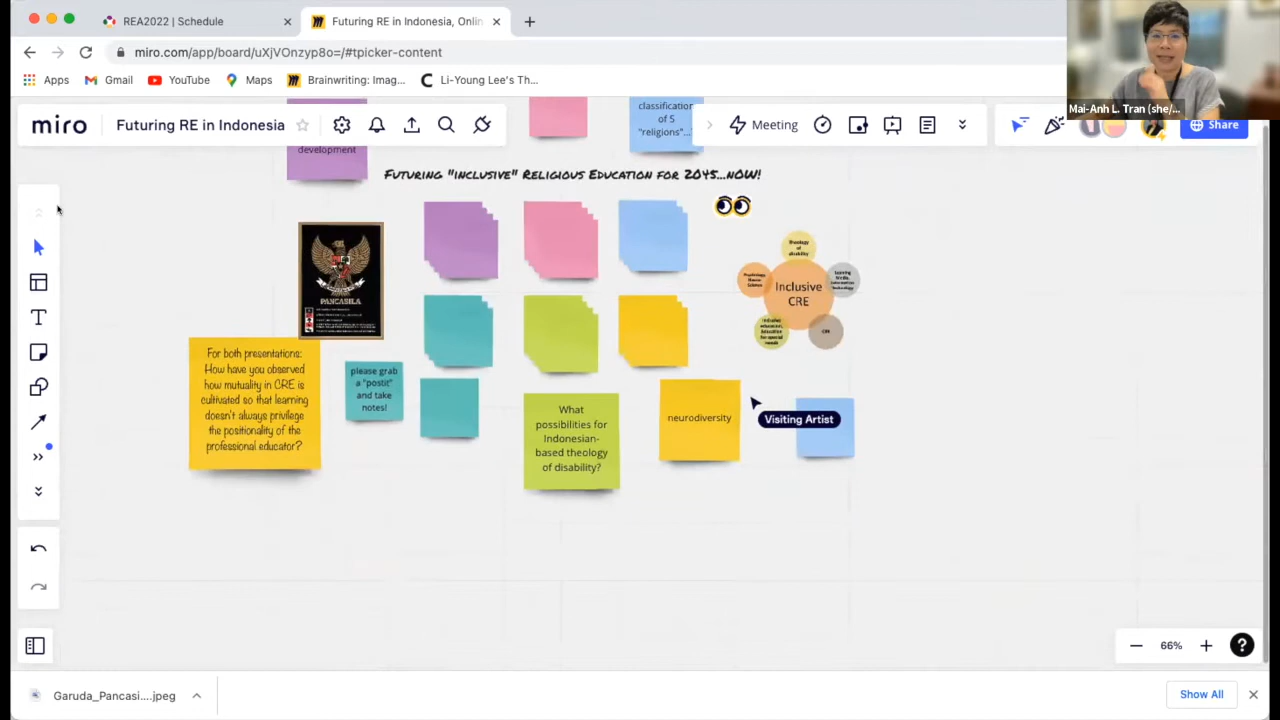 REA2022 | Schedule
Futuring RE in Indonesia, Onlin
miro.com/app/board/uXjVOnzyp8o=/#tpicker-content
Apps
Gmail
YouTube
Maps
Brainwriting: Imag...
Li-Young Lee's Th...
Mai-Anh L. Tran (she/...
miro
Futuring RE in Indonesia
Meeting
Share
development
classification
of 5
"religions"...
Futuring "inclusive" Religious Education for 2045...NOW!
PANCASILA
Theology
of
disability
Inclusive
CRE
CRE
For both presentations:
How have you observed
how mutuality in CRE is
cultivated so that learning
doesn't always privilege
the positionality of the
professional educator?
please grab
a "postit"
and take
notes!
What
possibilities for
Indonesian-
based theology
of disability?
neurodiversity
Visiting Artist
66%
?
Garuda_Pancasi....jpeg
Show All